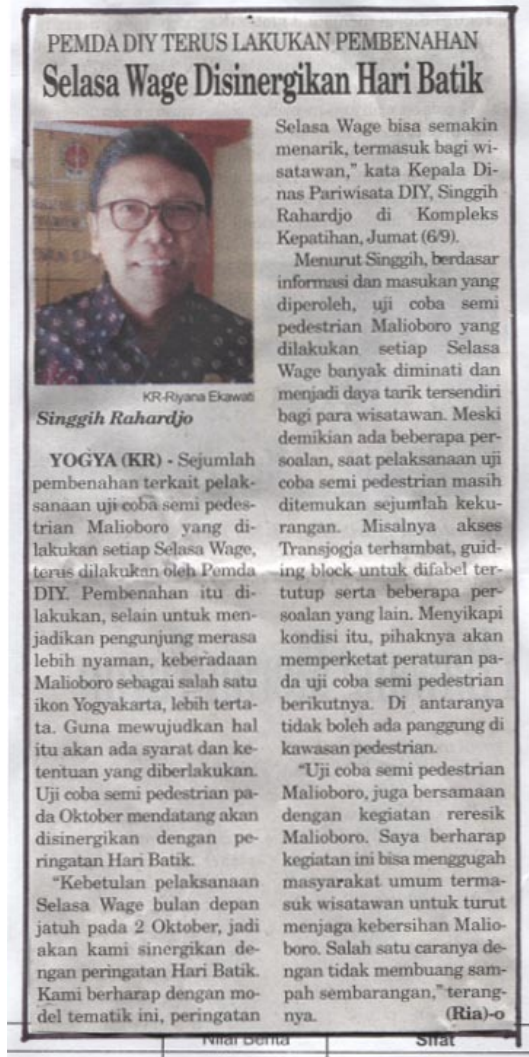 PEMDA DIY TERUS LAKUKAN PEMBENAHAN
Selasa Wage Disinergikan Hari Batik
KR-Riyana Ekawati
Singgih Rahardjo
YOGYA (KR) - Sejumlah
pembenahan terkait pelak-
sanaan uji coba semi pedes-
trian Malioboro yang di-
lakukan setiap Selasa Wage,
terus dilakukan oleh Pemda
DIY. Pembenahan itu di-
lakukan, selain untuk men-
jadikan pengunjung merasa
lebih nyaman, keberadaan
Malioboro sebagai salah satu
ikon Yogyakarta, lebih terta-
ta. Guna mewujudkan hal
itu akan ada syarat dan ke-
tentuan yang diberlakukan.
Uji coba semi pedestrian pa-
da Oktober mendatang akan
disinergikan dengan pe-
ringatan Hari Batik.
"Kebetulan pelaksanaan
Selasa Wage bulan depan
jatuh pada 2 Oktober, jadi
akan kami sinergikan de-
ngan peringatan Hari Batik.
Kami berharap dengan mo-
del tematik ini, peringatan
Selasa Wage bisa semakin
menarik, termasuk bagi wi-
satawan," kata Kepala Di-
nas Pariwisata DIY, Singgih
Rahardjo di Kompleks
Kepatihan, Jumat (6/9).
Menurut Singgih, berdasar
informasi dan masukan yang
diperoleh, uji coba semi
pedestrian Malioboro yang
dilakukan setiap Selasa
Wage banyak diminati dan
menjadi daya tarik tersendiri
bagi para wisatawan. Meski
demikian ada beberapa per-
soalan, saat pelaksanaan uji
coba semi pedestrian masih
ditemukan sejumlah keku-
rangan. Misalnya akses
Transjogja terhambat, guid-
ing block untuk difabel ter-
tutup serta beberapa per-
soalan yang lain. Menyikapi
kondisi itu, pihaknya akan
memperketat peraturan pa-
da uji coba semi pedestrian
berikutnya. Di antaranya
tidak boleh ada panggung di
kawasan pedestrian.
"Uji coba semi pedestrian
Malioboro, juga bersamaan
dengan kegiatan reresik
Malioboro. Saya berharap
kegiatan ini bisa menggugah
masyarakat umum terma-
suk wisatawan untuk turut
menjaga kebersihan Malio-
boro. Salah satu caranya de-
ngan tidak membuang sam-
pah sembarangan," terang-
nya. (Ria)-o
Nilai Berita Sifat